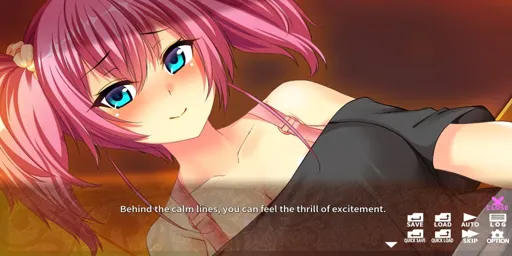 Behind the calm lines, you can feel the thrill of excitement.
CLOSE
SAVE LOAD AUTO LOG
QUICK SAVE QUICK LOAD SKIP OPTION